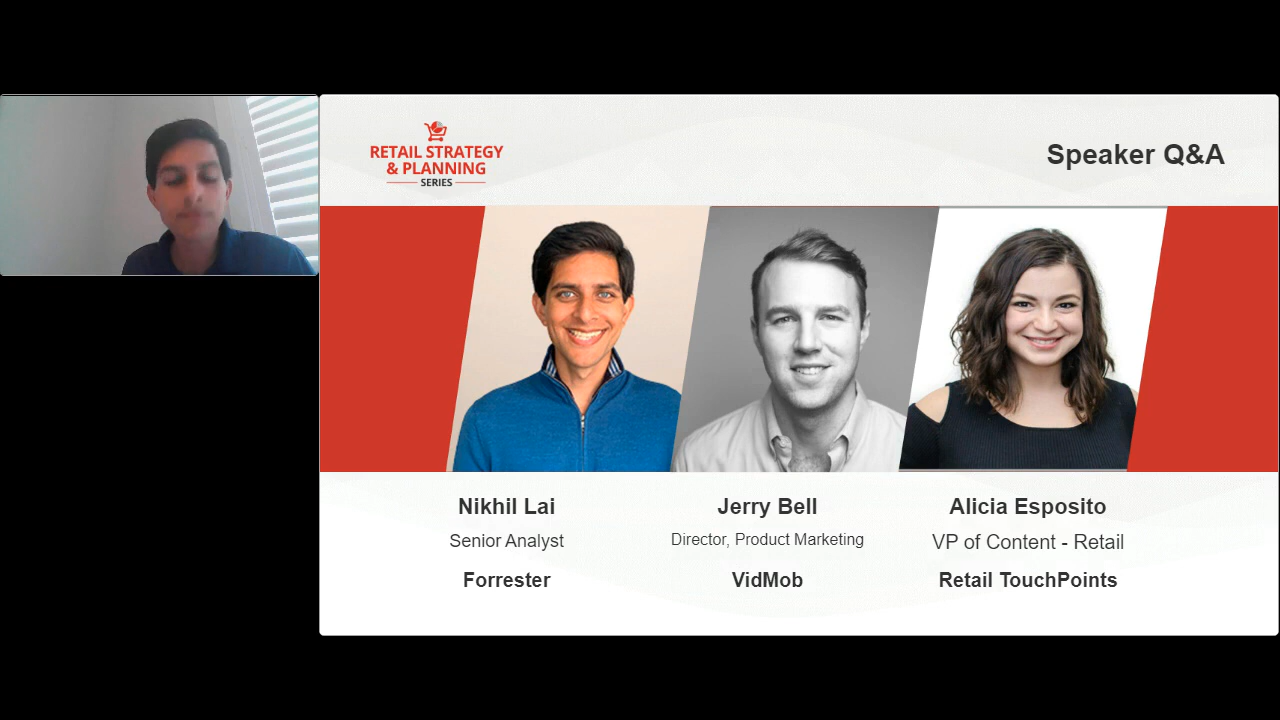 RETAIL STRATEGY
& PLANNING
SERIES
Speaker Q&A
Nikhil Lai
Senior Analyst
Forrester
Jerry Bell
Director, Product Marketing
VidMob
Alicia Esposito
VP of Content - Retail
Retail TouchPoints